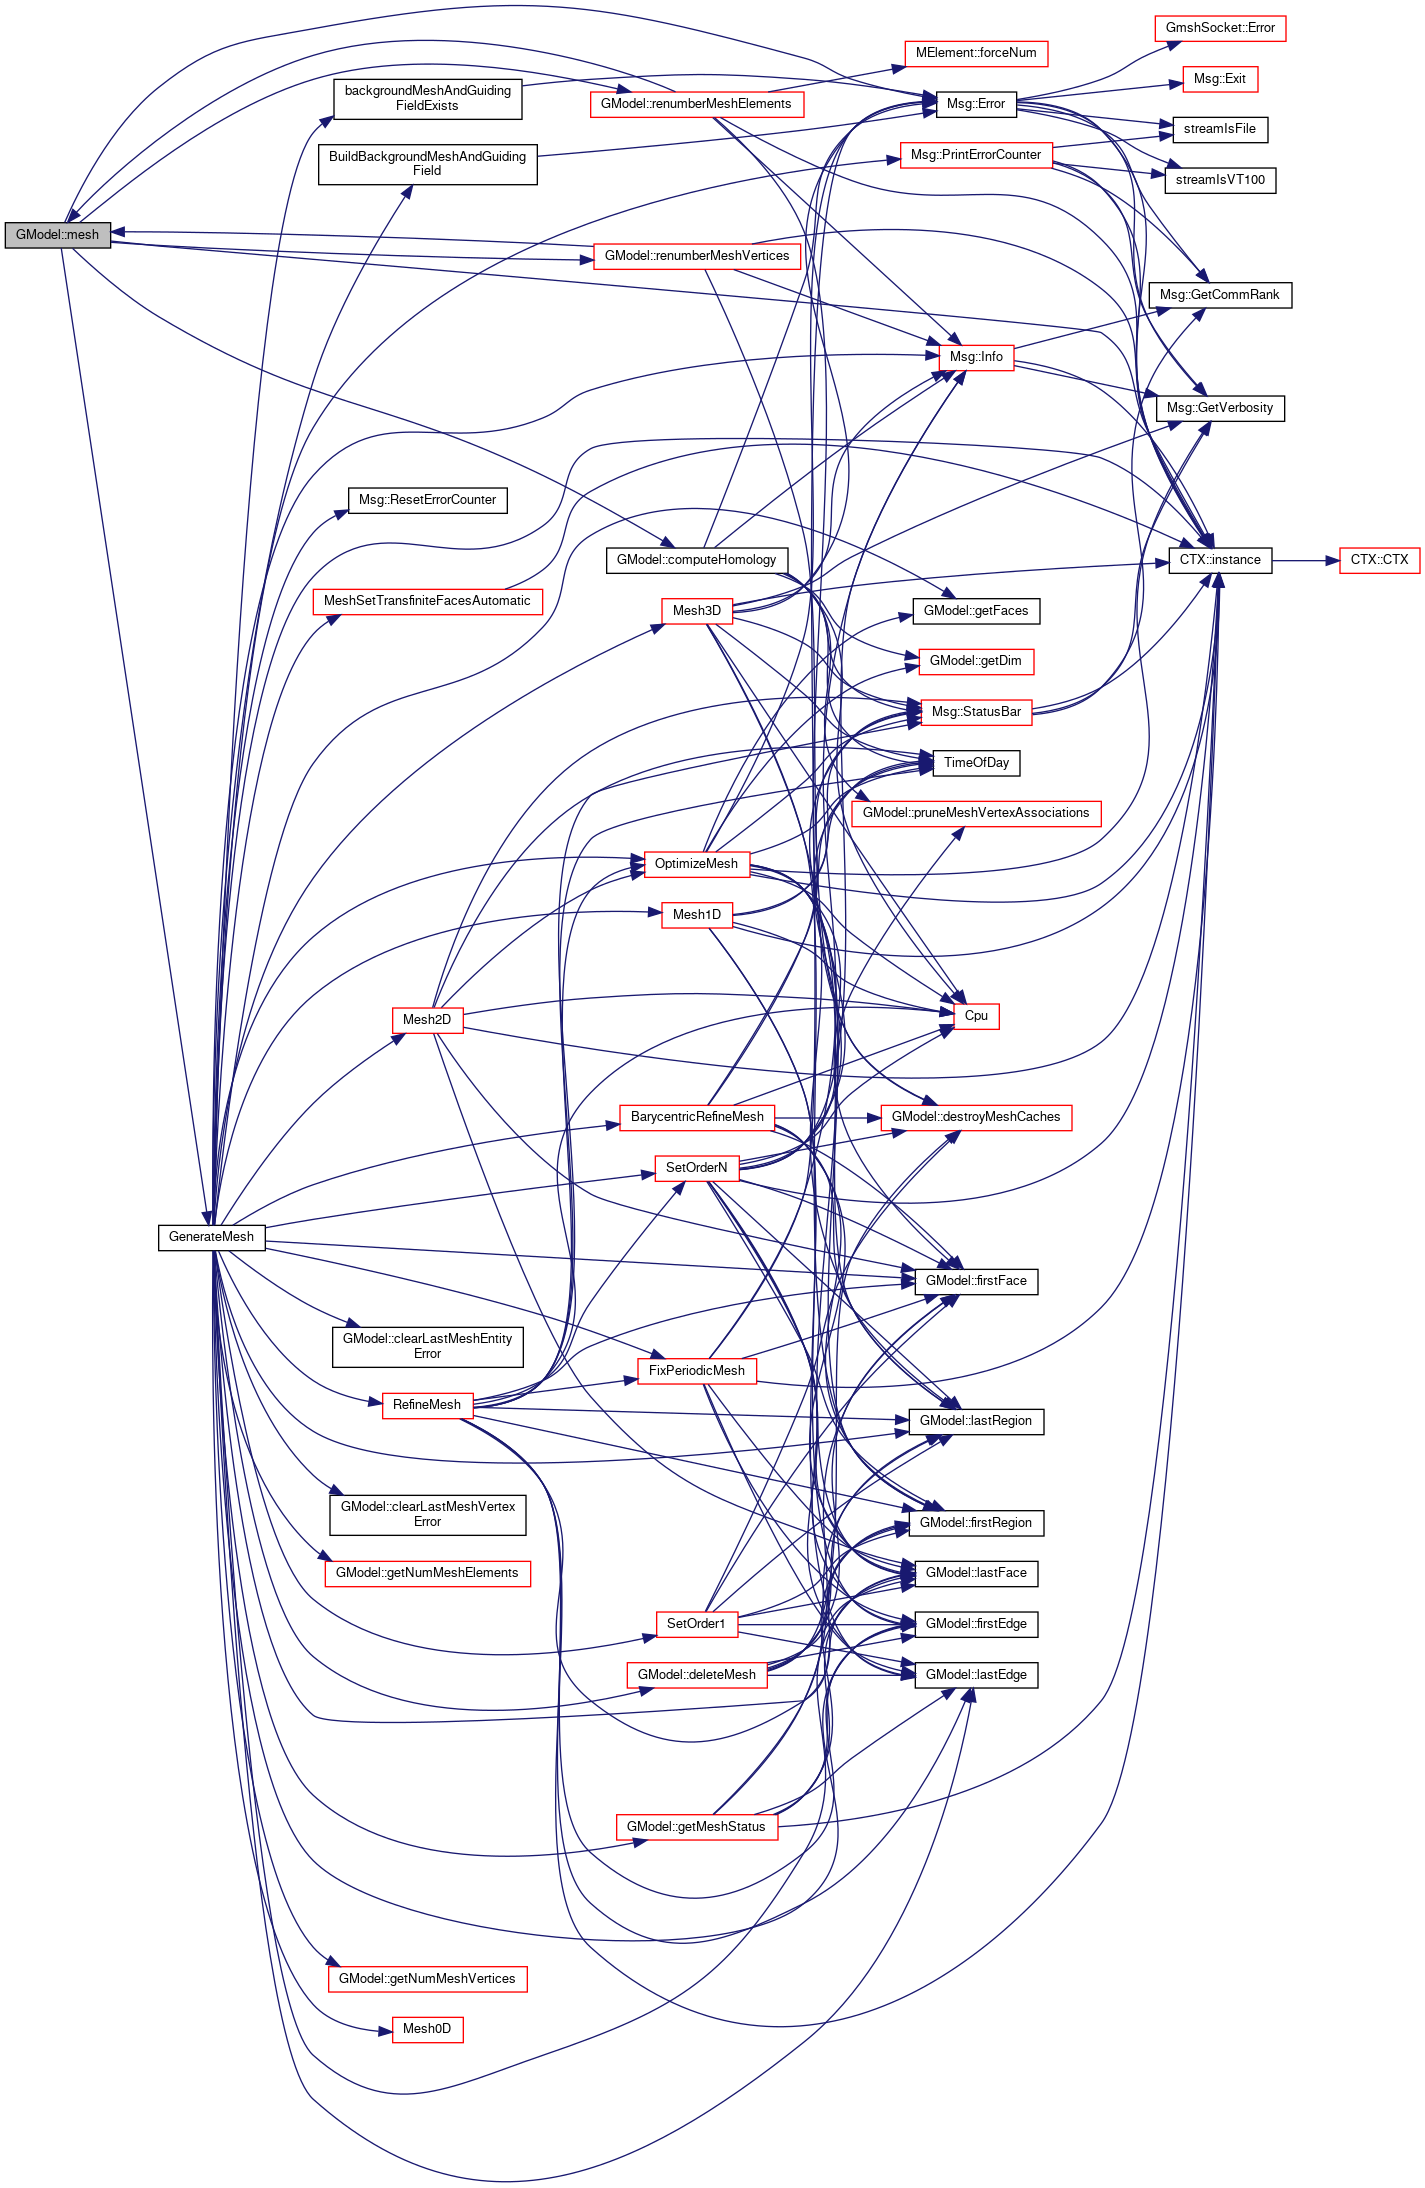 GmshSocket::Error
MElement::forceNum
Msg::Exit
backgroundMeshAndGuiding
FieldExists
GModel::renumberMeshElements
Msg::Error
streamIsFile
BuildBackgroundMeshAndGuiding
Field
Msg::PrintErrorCounter
streamIsVT100
GModel::mesh
GModel::renumberMeshVertices
Msg::GetCommRank
Msg::Info
Msg::GetVerbosity
Msg::ResetErrorCounter
GModel::computeHomology
CTX::instance
CTX::CTX
MeshSetTransfiniteFacesAutomatic
Mesh3D
GModel::getFaces
GModel::getDim
Msg::StatusBar
TimeOfDay
GModel::pruneMeshVertexAssociations
OptimizeMesh
Mesh1D
Mesh2D
Cpu
BarycentricRefineMesh
GModel::destroyMeshCaches
SetOrderN
GenerateMesh
GModel::firstFace
GModel::clearLastMeshEntity
Error
FixPeriodicMesh
RefineMesh
GModel::lastRegion
GModel::clearLastMeshVertex
Error
GModel::firstRegion
GModel::getNumMeshElements
GModel::lastFace
SetOrder1
GModel::firstEdge
GModel::deleteMesh
GModel::lastEdge
GModel::getMeshStatus
GModel::getNumMeshVertices
Mesh0D